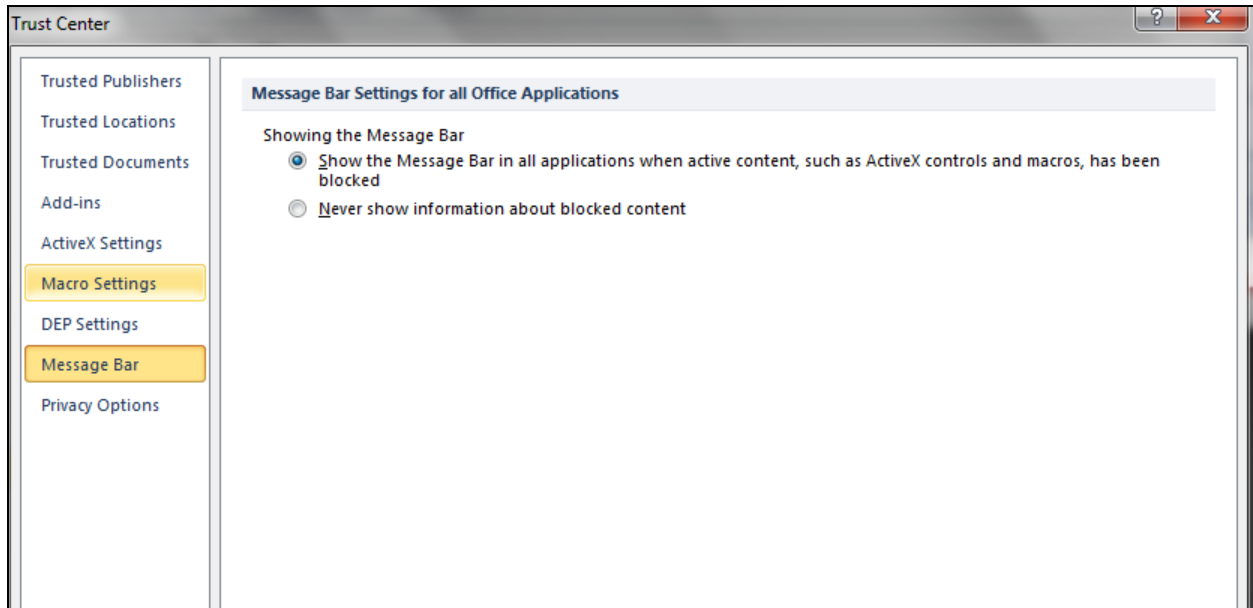 Trust Center
Trusted Publishers
Trusted Locations
Trusted Documents
Add-ins
ActiveX Settings
Macro Settings
DEP Settings
Message Bar
Privacy Options
Message Bar Settings for all Office Applications
Showing the Message Bar
Show the Message Bar in all applications when active content, such as ActiveX controls and macros, has been
blocked
Never show information about blocked content